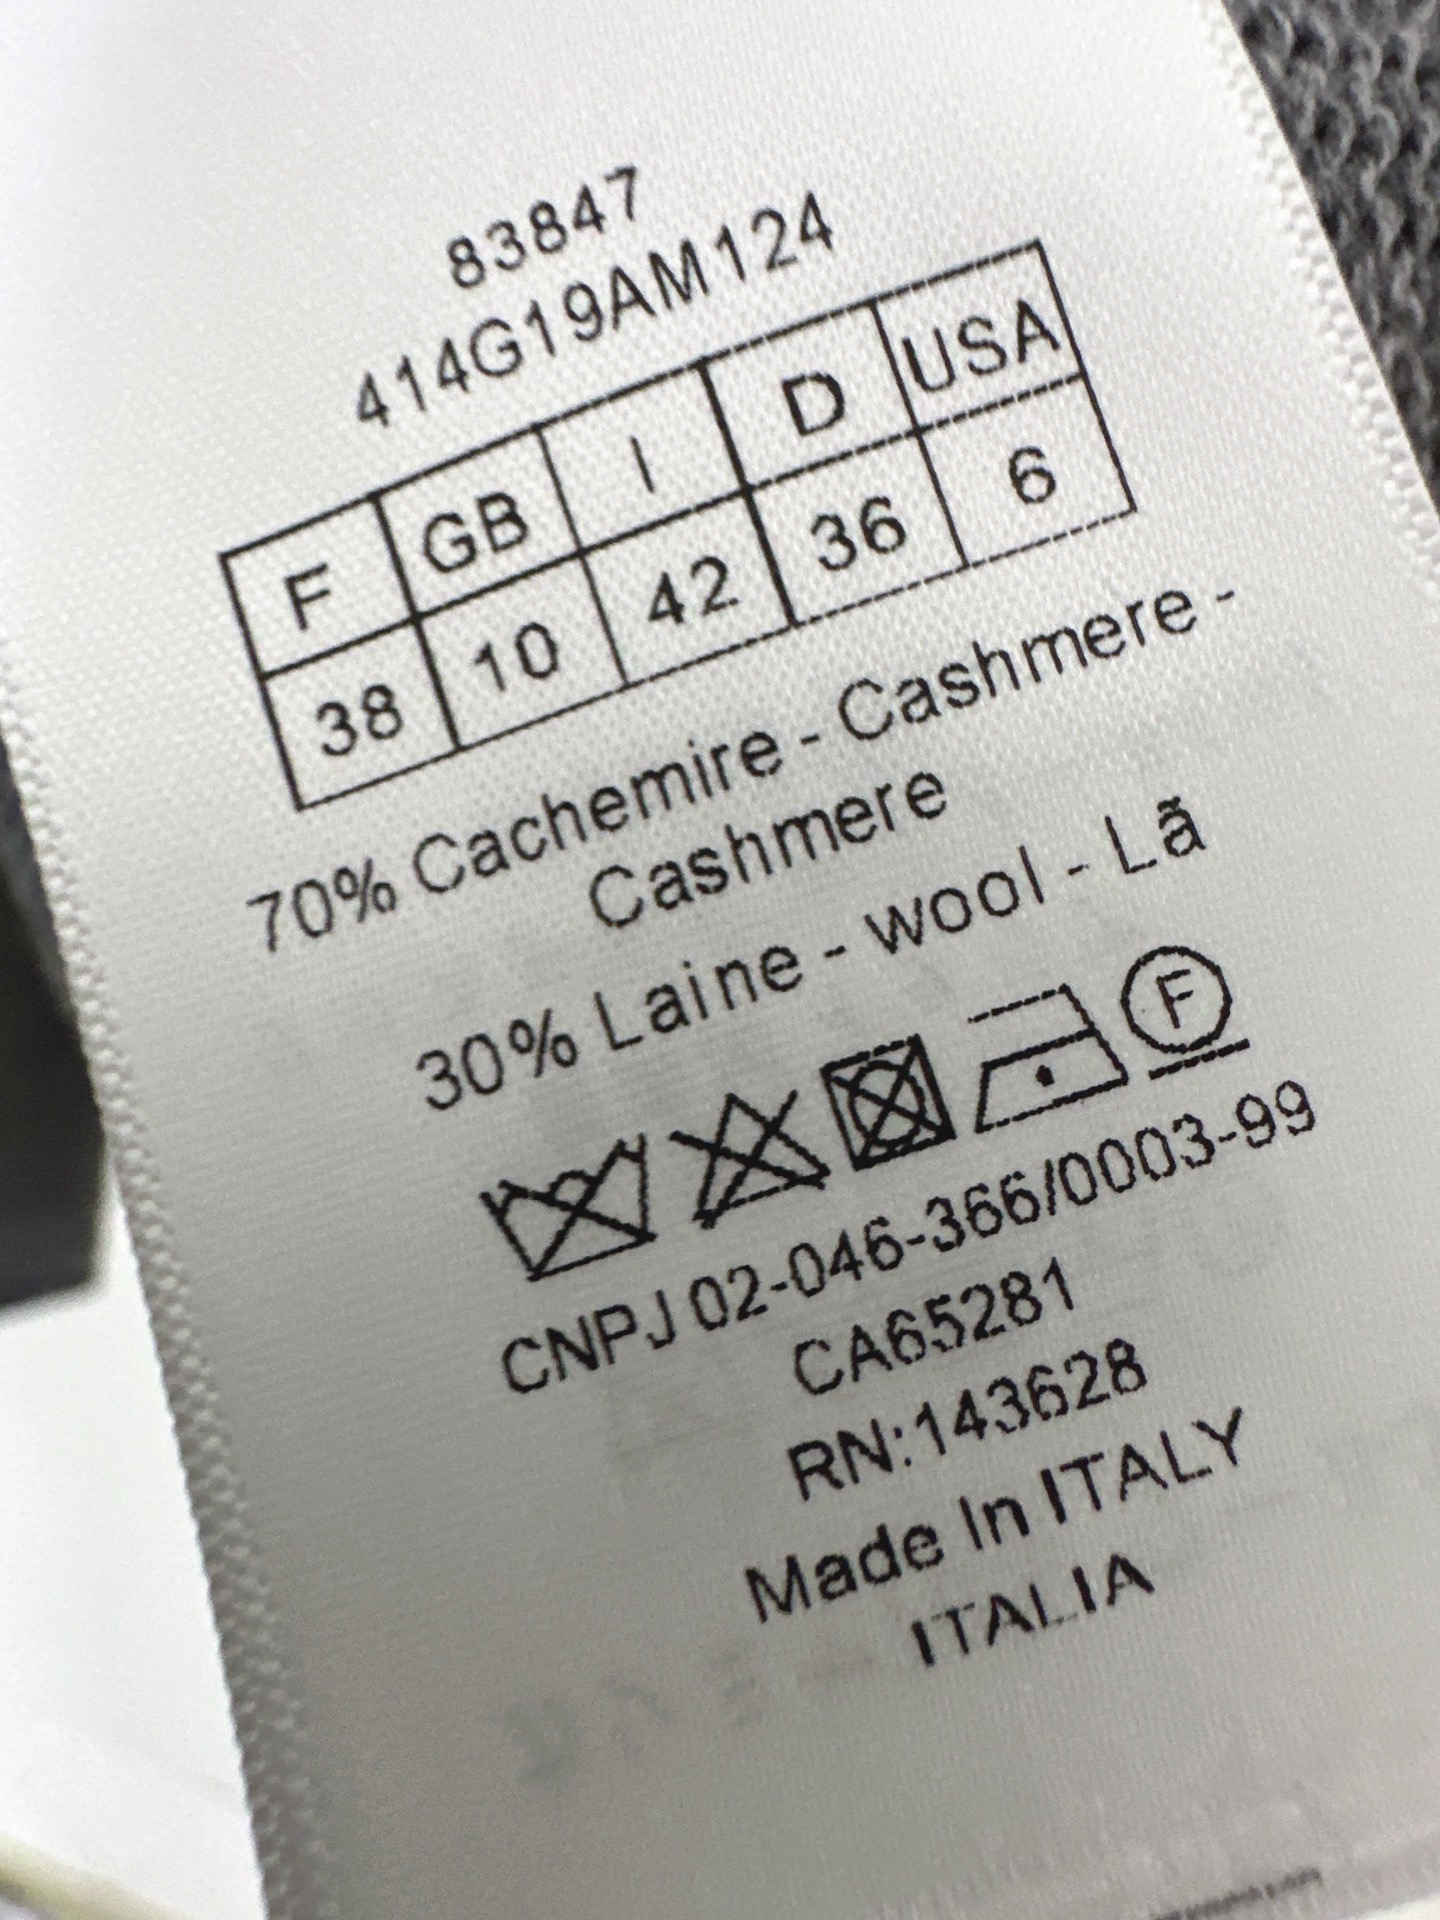 83847
414G19AM124
F GB I D USA
38 10 42 36 6
70% Cachemire - Cashmere -
Cashmere
30% Laine - wool - Lã
F
CNPJ 02-046-366/0003-99
CA65281
RN:143628
Made In ITALY
ITALIA